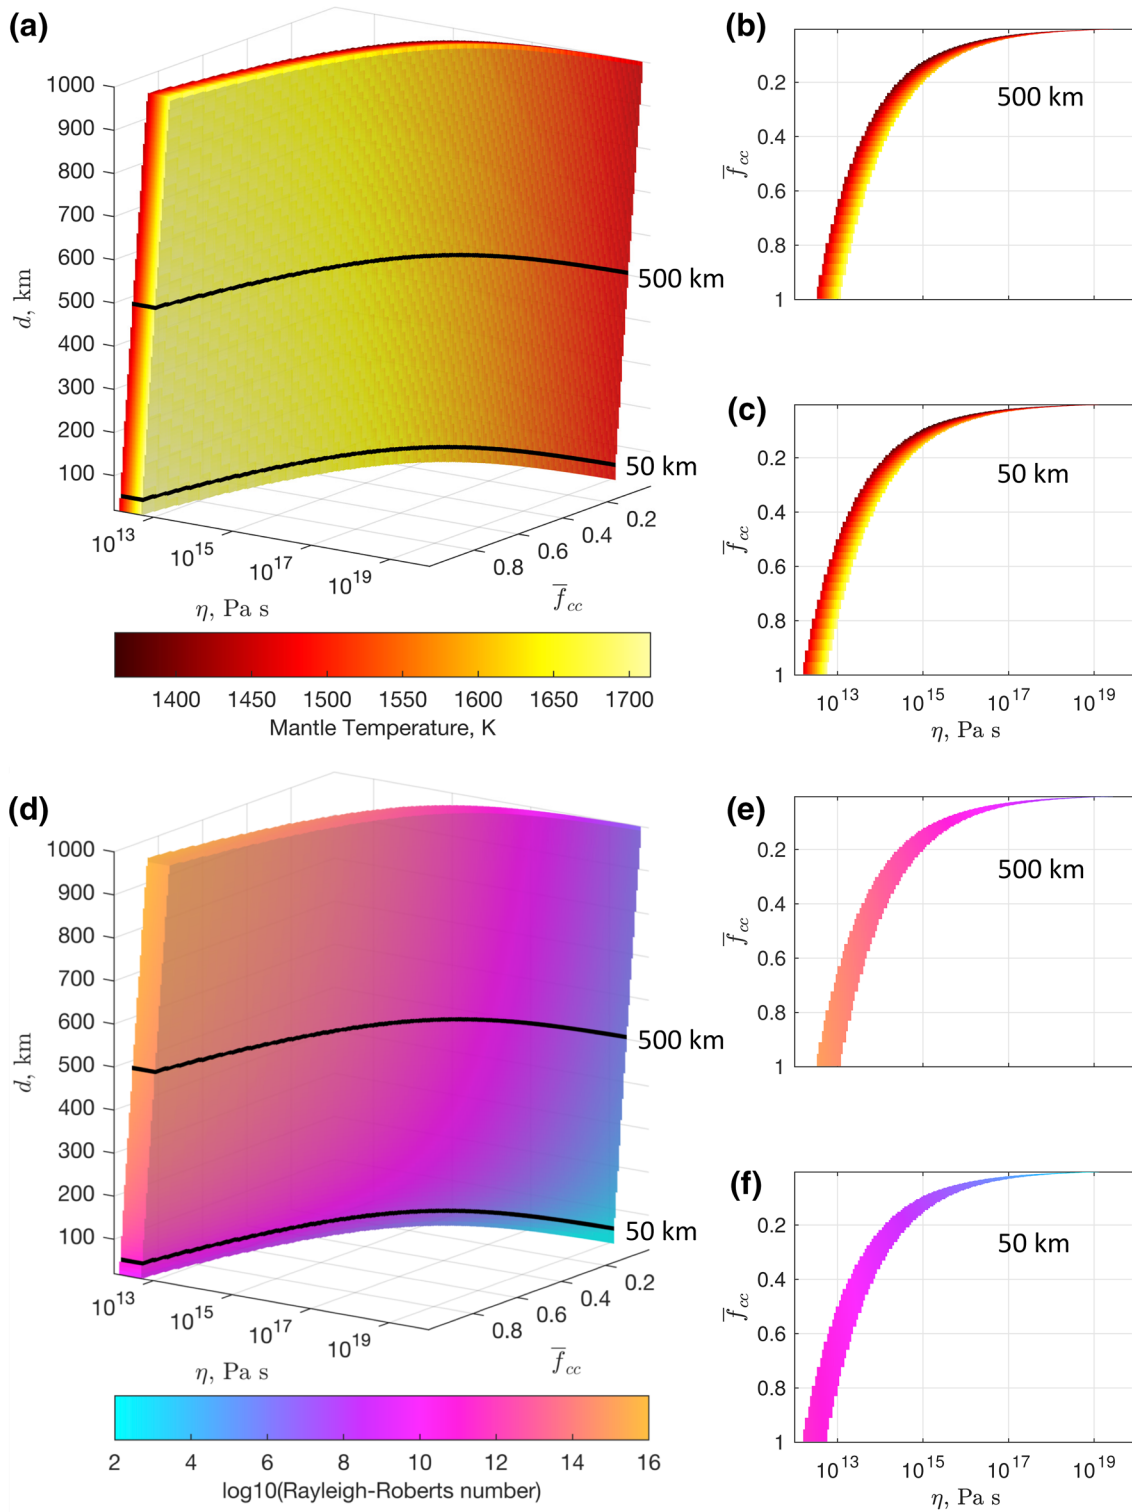 (a)
1000
900
800
700
600
500
400
300
200
100
d, km
500 km
50 km
10^13
10^15
10^17
10^19
η, Pa s
0.2
0.4
0.6
0.8
f̅cc
1400 1450 1500 1550 1600 1650 1700
Mantle Temperature, K
(b)
0.2
0.4
0.6
0.8
1
f̅cc
500 km
(c)
0.2
0.4
0.6
0.8
1
f̅cc
50 km
10^13 10^15 10^17 10^19
η, Pa s
(d)
1000
900
800
700
600
500
400
300
200
100
d, km
500 km
50 km
10^13
10^15
10^17
10^19
η, Pa s
0.2
0.4
0.6
0.8
f̅cc
2 4 6 8 10 12 14 16
log10(Rayleigh-Roberts number)
(e)
0.2
0.4
0.6
0.8
1
f̅cc
500 km
(f)
0.2
0.4
0.6
0.8
1
f̅cc
50 km
10^13 10^15 10^17 10^19
η, Pa s